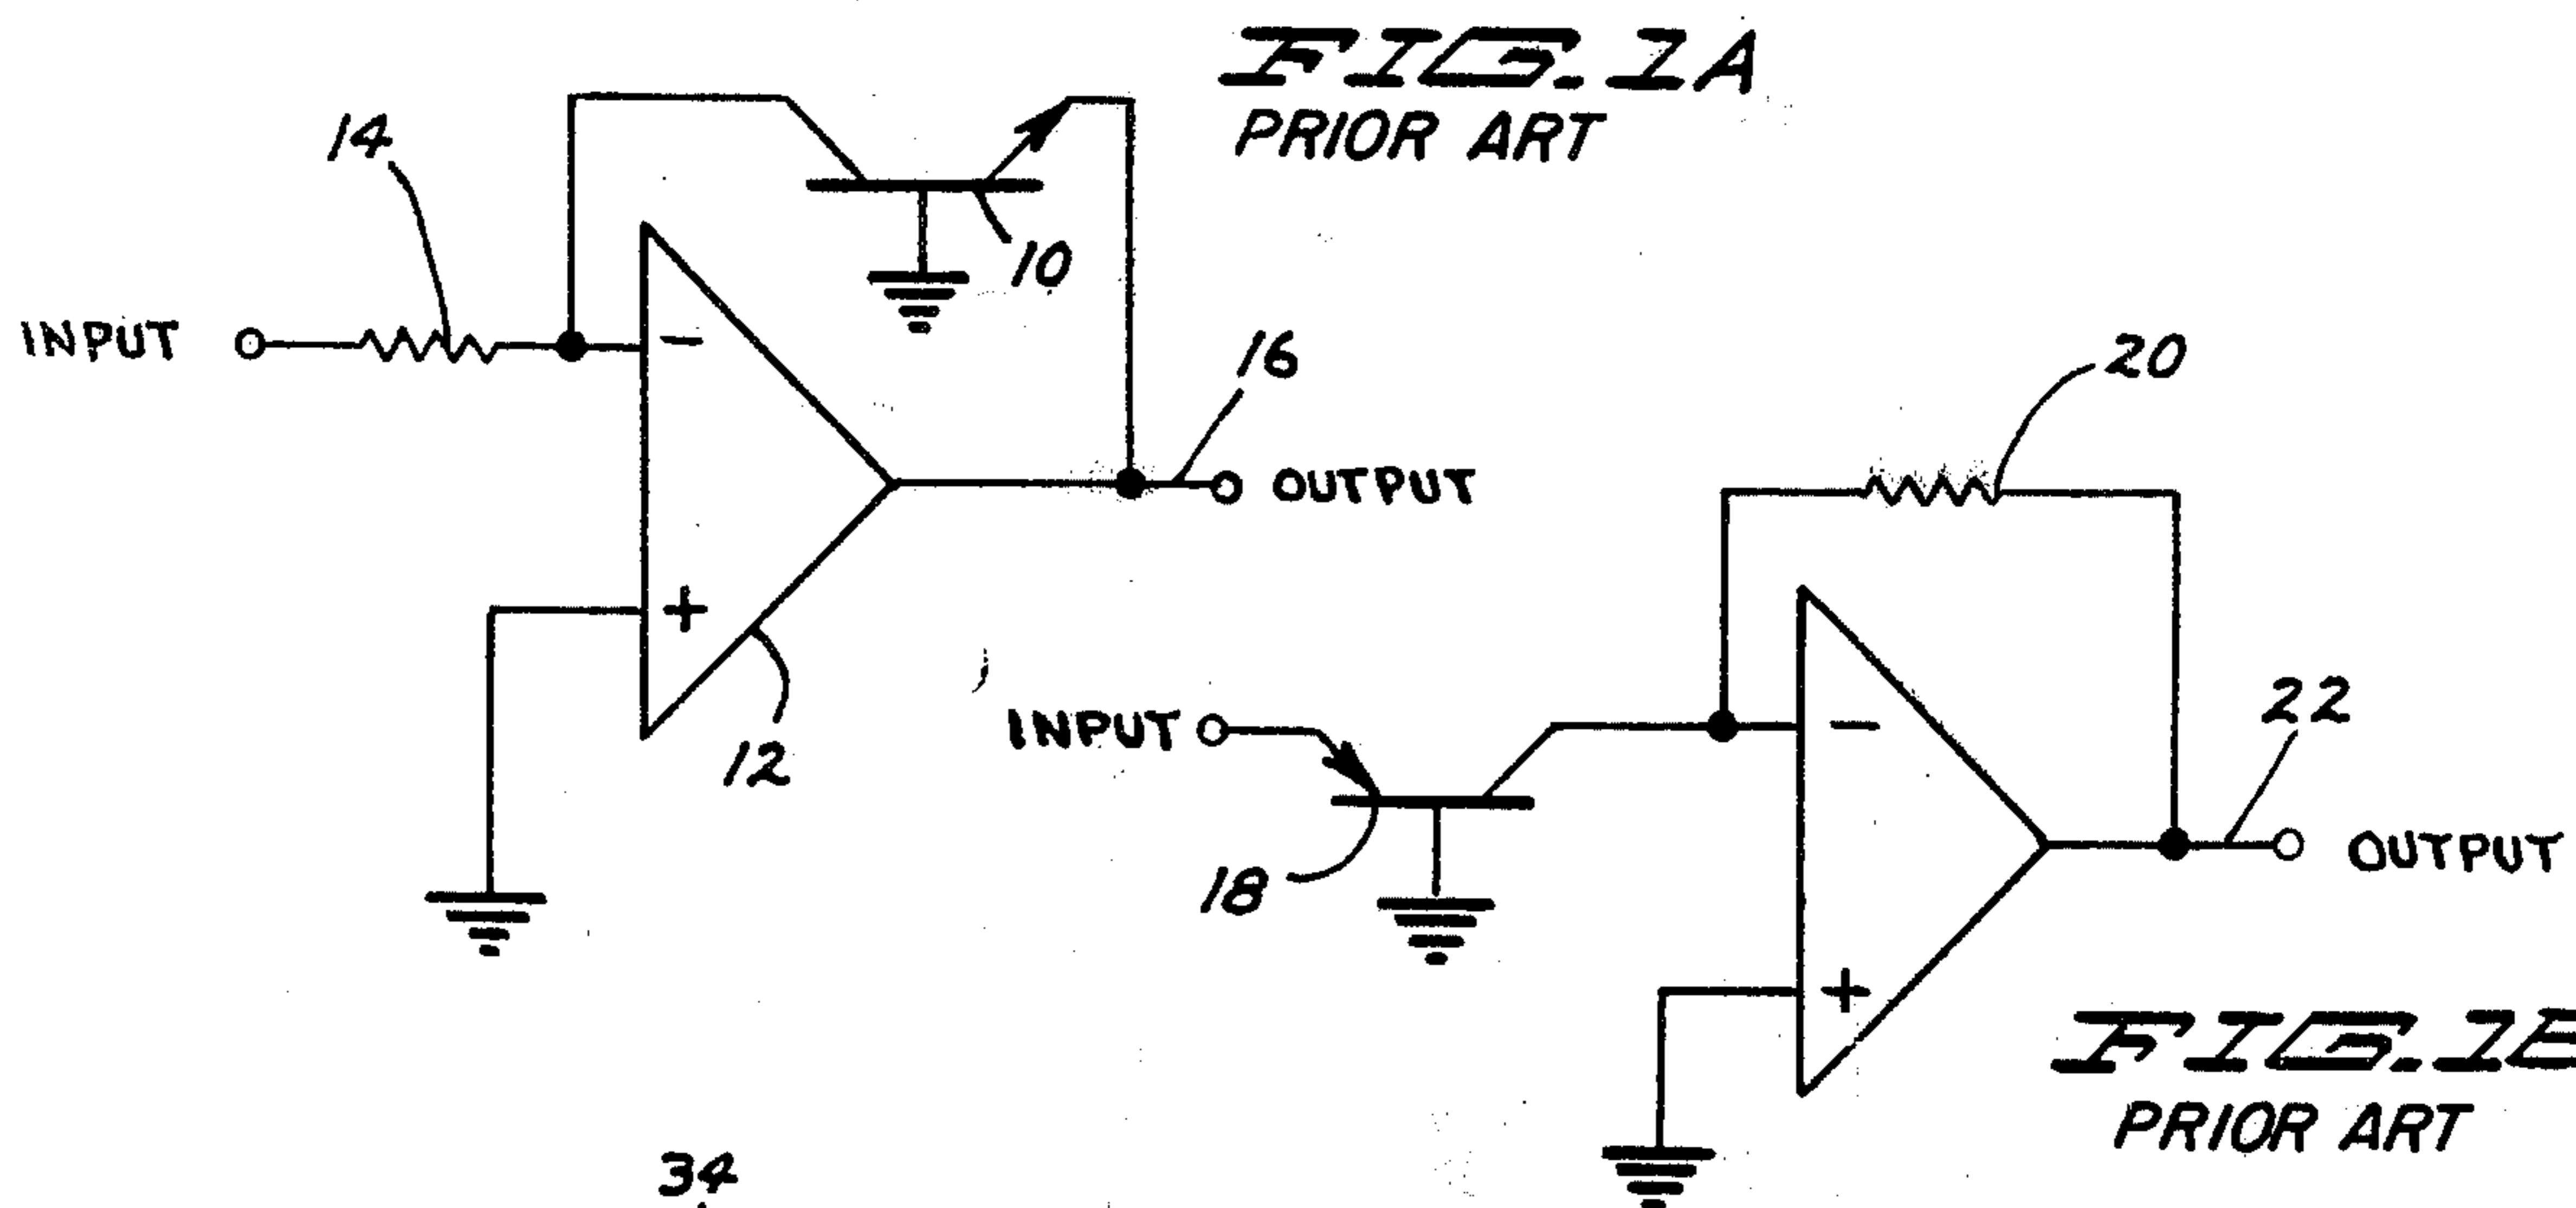 FIG. 1A
PRIOR ART
14
10
INPUT
-
16
OUTPUT
+
12
20
INPUT
-
22
18
OUTPUT
+
FIG. 1B
PRIOR ART
34